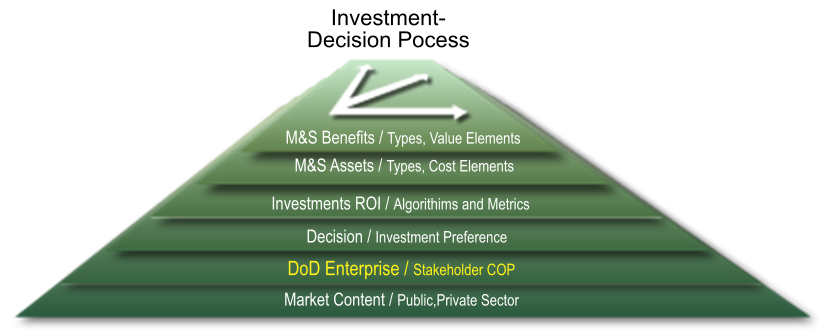 Investment-
Decision Pocess
M&S Benefits / Types, Value Elements
M&S Assets / Types, Cost Elements
Investments ROI / Algorithims and Metrics
Decision / Investment Preference
DoD Enterprise / Stakeholder COP
Market Content / Public,Private Sector